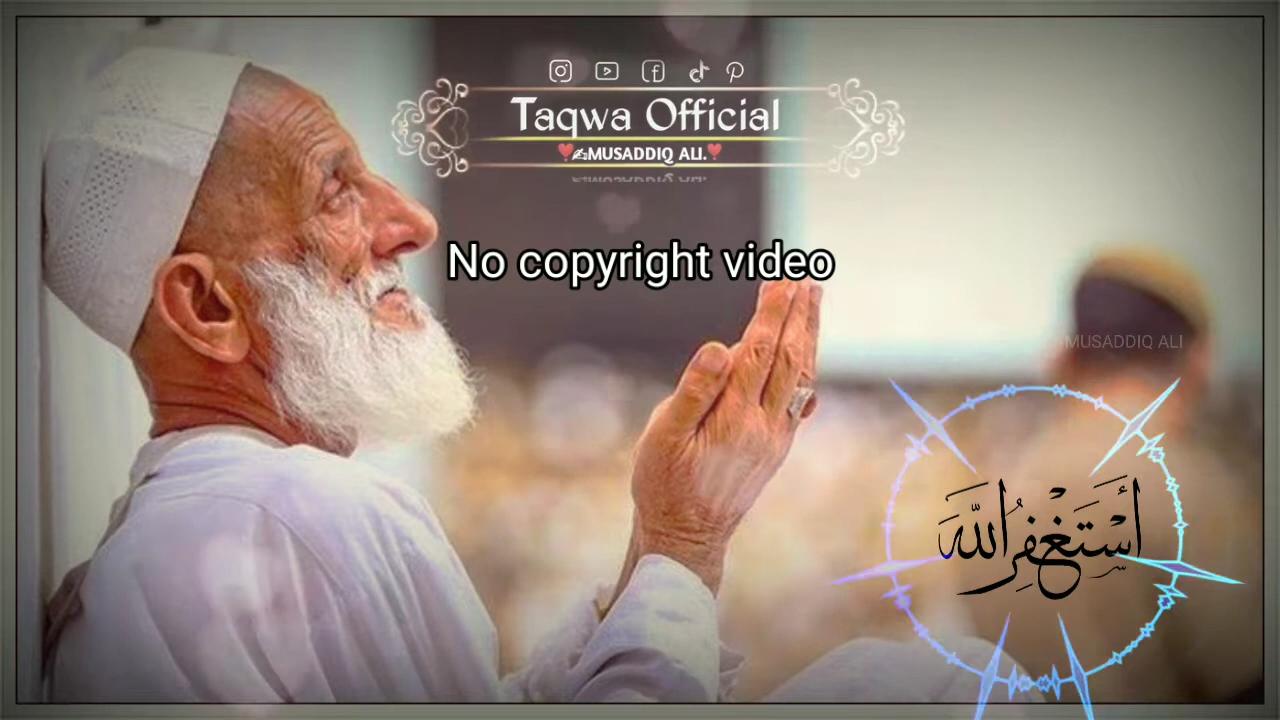 Taqwa Official
❣✍MUSADDIQ ALI.❣
No copyright video
MUSADDIQ ALI
أَسْتَغْفِرُ اللّٰهَ